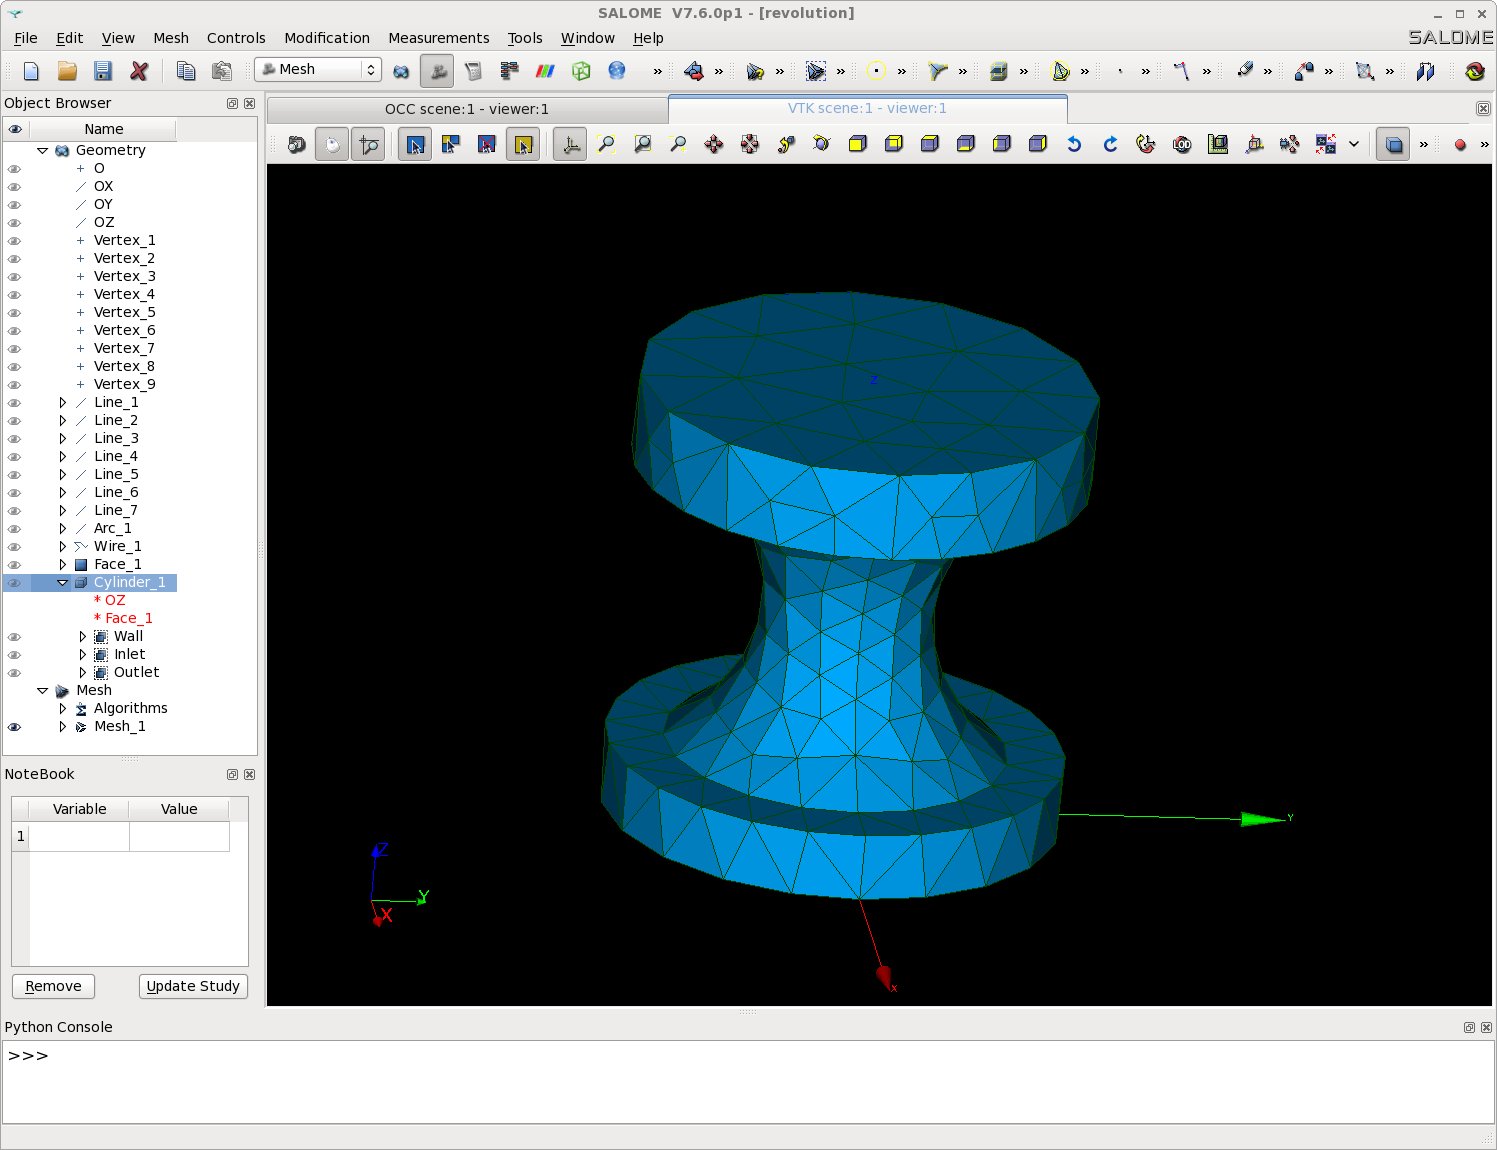 SALOME V7.6.0p1 - [revolution]
File Edit View Mesh Controls Modification Measurements Tools Window Help
SALOME
Mesh
» » » » » » » » » » » »
Object Browser
OCC scene:1 - viewer:1
VTK scene:1 - viewer:1
Name
LOD
» »
Geometry
O
OX
OY
OZ
Vertex_1
Vertex_2
Vertex_3
Vertex_4
Vertex_5
Vertex_6
Vertex_7
Vertex_8
Vertex_9
Line_1
Line_2
Line_3
Line_4
Line_5
Line_6
Line_7
Arc_1
Wire_1
Face_1
Cylinder_1
* OZ
* Face_1
Wall
Inlet
Outlet
Mesh
Algorithms
Mesh_1
Z
Y
Z
Y
X
X
NoteBook
Variable Value
1
Remove Update Study
Python Console
>>>